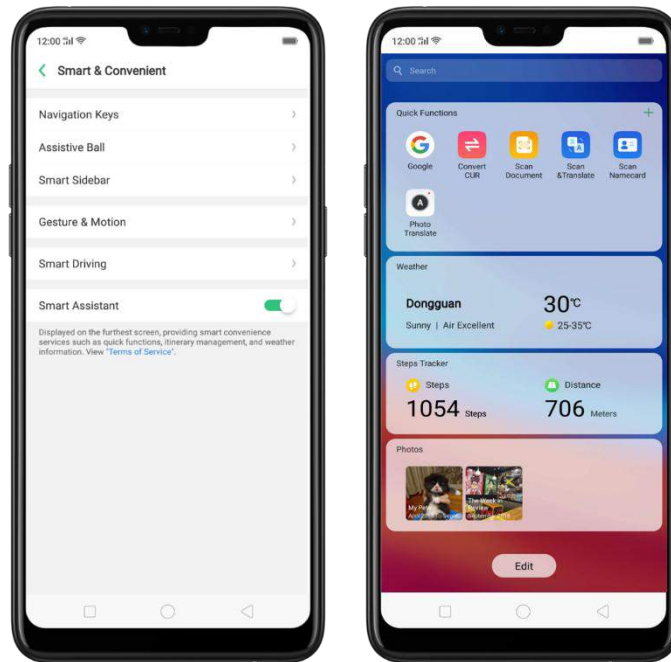 12:00
Smart & Convenient
Navigation Keys
Assistive Ball
Smart Sidebar
Gesture & Motion
Smart Driving
Smart Assistant
Displayed on the furthest screen, providing smart convenience
services such as quick functions, itinerary management, and weather
information. View "Terms of Service".
12:00
Search
Quick Functions
Google
Convert
CUR
Scan
Document
Scan
&Translate
Scan
Namecard
A
Photo
Translate
Weather
Dongguan
30℃
Sunny | Air Excellent
25-35℃
Steps Tracker
Steps
Distance
1054 Steps
706 Meters
Photos
My Pets
The Week in
Review
Edit